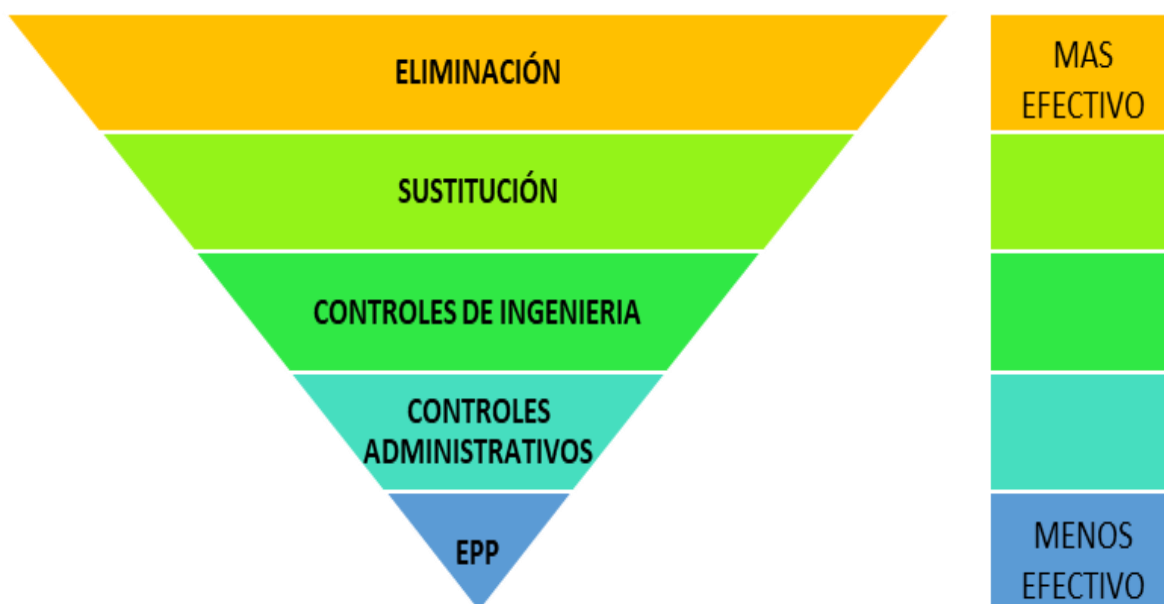 ELIMINACIÓN
SUSTITUCIÓN
CONTROLES DE INGENIERIA
CONTROLES
ADMINISTRATIVOS
EPP
MAS
EFECTIVO
MENOS
EFECTIVO